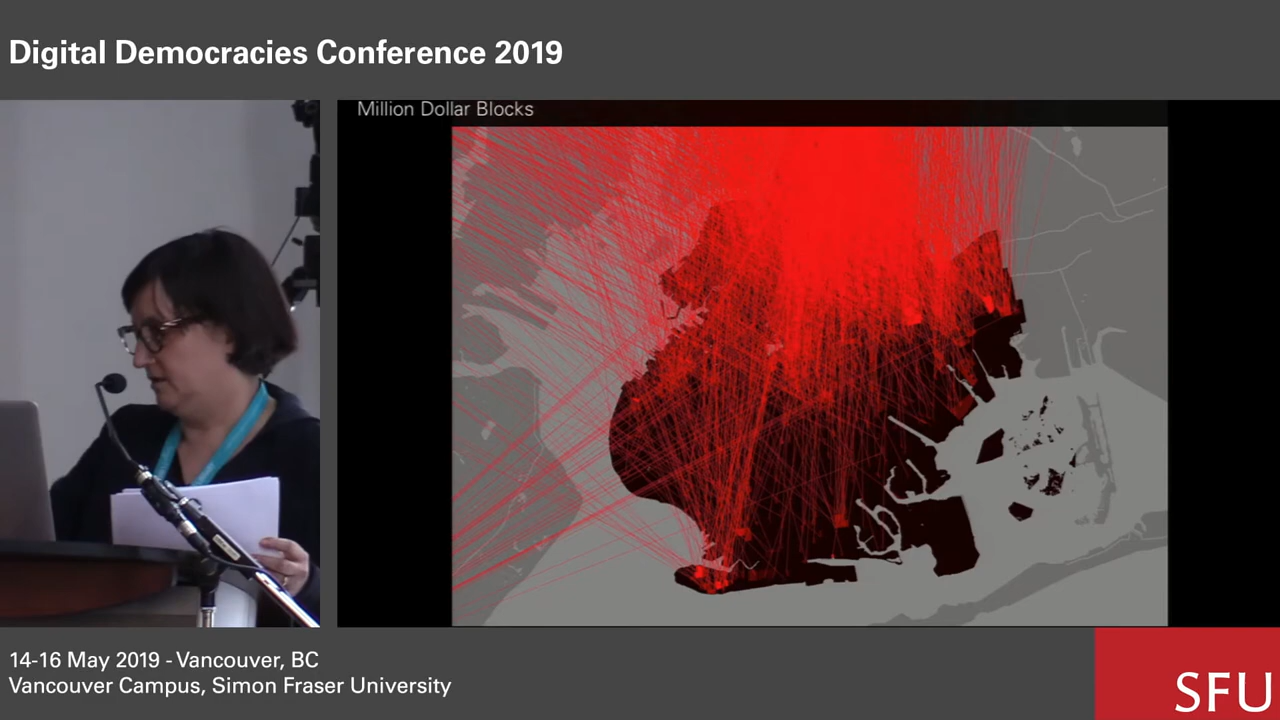 Digital Democracies Conference 2019
Million Dollar Blocks
14-16 May 2019 - Vancouver, BC
Vancouver Campus, Simon Fraser University
SFU